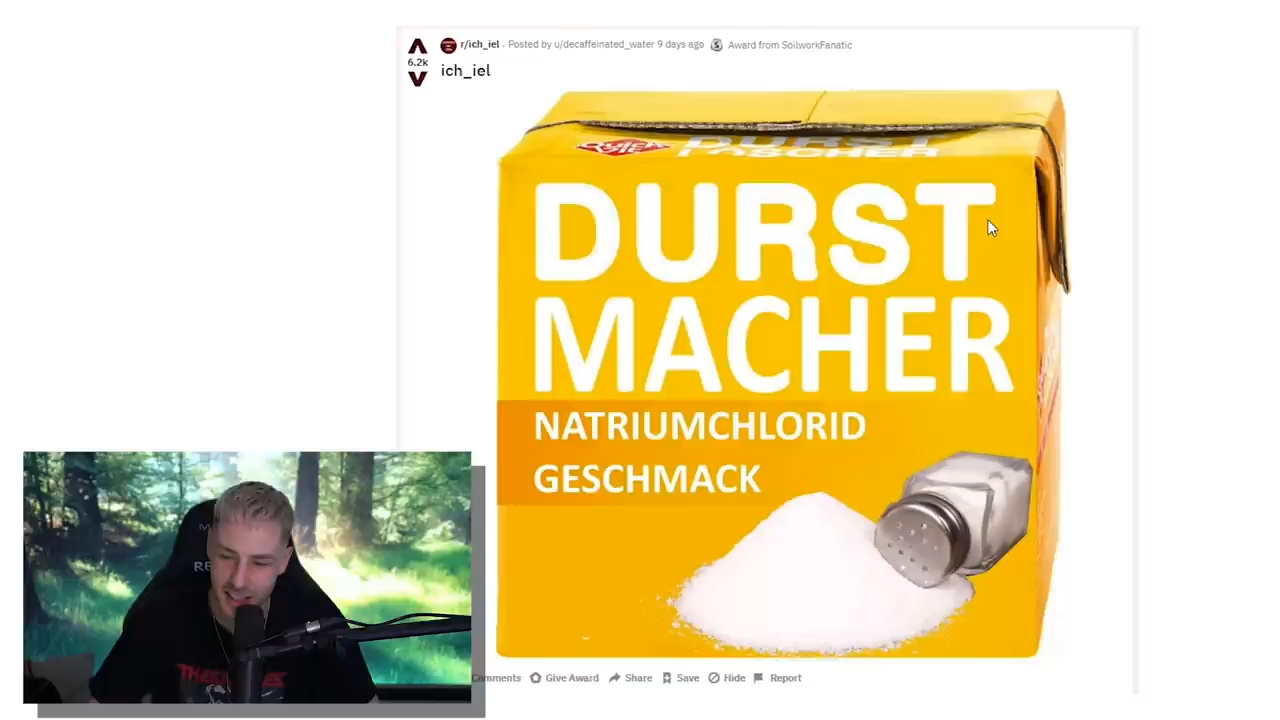 r/ich_iel · Posted by u/decaffeinated_water 9 days ago Award from SoilworkFanatic
6.2k
ich_iel
DURST
DURST
MACHER
NATRIUMCHLORID
GESCHMACK
Comments Give Award Share Save Hide Report